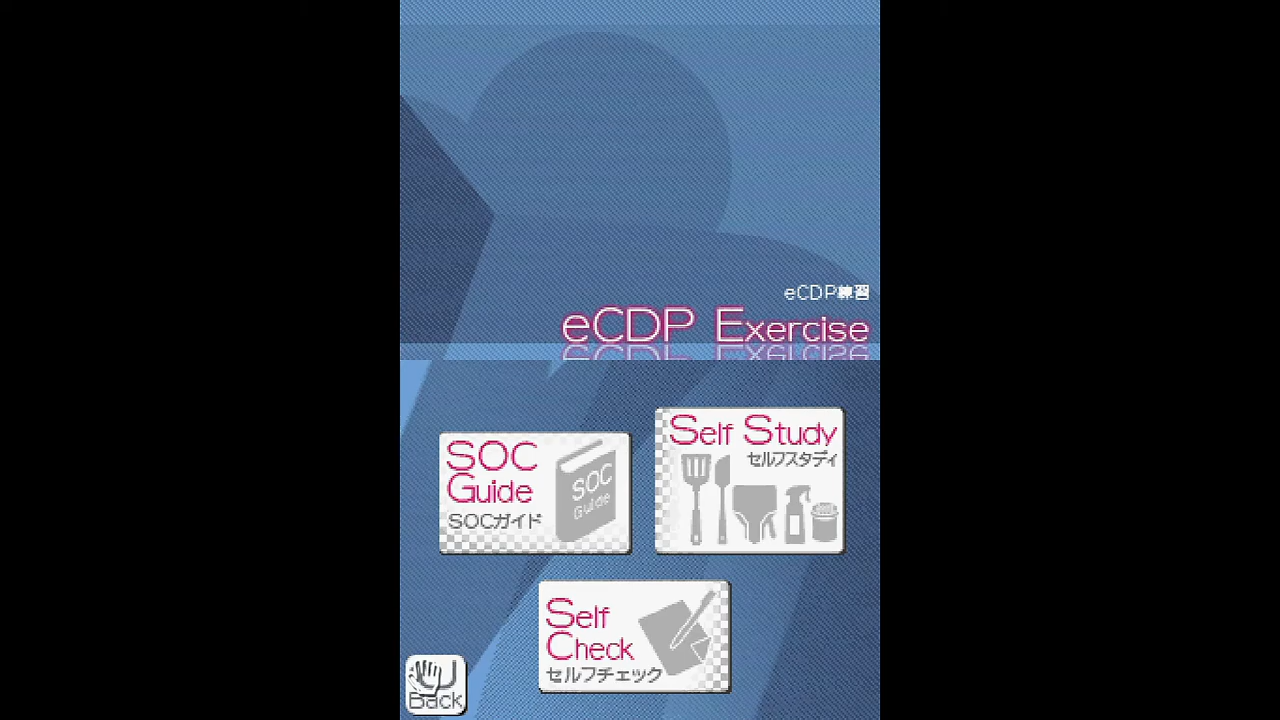 eCDP練習
eCDP Exercise
SOC
Guide
SOCガイド
SOC
Guide
Self Study
セルフスタディ
Self
Check
セルフチェック
Back